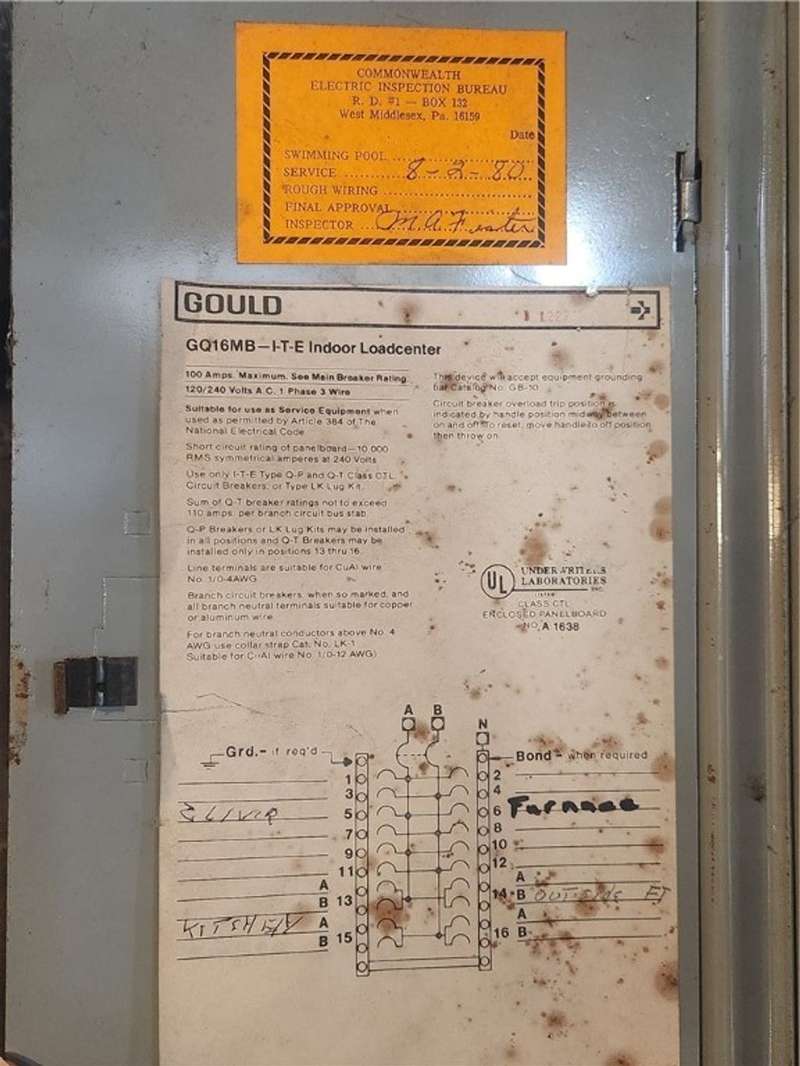 COMMONWEALTH
ELECTRIC INSPECTION BUREAU
R. D. #1 — BOX 132
West Middlesex, Pa. 16159
Date
SWIMMING POOL
SERVICE 8-2-80
ROUGH WIRING
FINAL APPROVAL
INSPECTOR M. A.
GOULD
GQ16MB—I-T-E Indoor Loadcenter
100 Amps. Maximum. See Main Breaker Rating.
120/240 Volts A.C. 1 Phase 3 Wire
Suitable for use as Service Equipment when
used as permitted by Article 384 of The
National Electrical Code
Short circuit rating of panelboard—10 000
RMS symmetrical amperes at 240 Volts
Use only I-T-E Type Q-P and Q-T Class CTL
Circuit Breakers, or Type LK Lug Kit.
Sum of Q-T breaker ratings not to exceed
110 amps. per branch circuit bus stab.
Q-P Breakers or LK Lug Kits may be installed
in all positions and Q-T Breakers may be
installed only in positions 13 thru 16.
Line terminals are suitable for CuAl wire
No. 1/0-4AWG
Branch circuit breakers, when so marked, and
all branch neutral terminals suitable for copper
or aluminum wire
For branch neutral conductors above No. 4
AWG use collar strap Cat. No. LK-1
Suitable for CuAl wire No. 1/0-12 AWG)
This device will accept equipment grounding
bar Catalog No. GB-10
Circuit breaker overload trip position is
indicated by handle position midway between
on and off. To reset, move handle to off position
then throw on.
UL
UNDERWRITERS
LABORATORIES
INC.
LISTED
CLASS CTL
ENCLOSED PANELBOARD
NO. A 1638
A B
N
Grd.- if req'd
Bond - when required
1 2
3 4
5 6 Furnace
7 8
9 10
11 12
A A
B 13 14 B OUTSIDE
KITSHEN A A
B 15 16 B